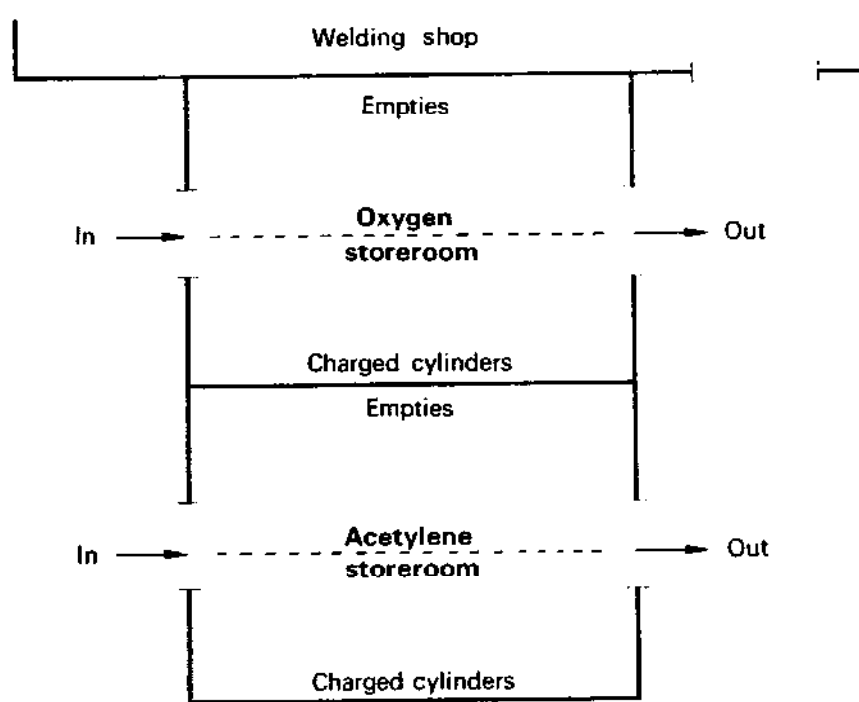 Welding shop
Empties
In
Oxygen
storeroom
Out
Charged cylinders
Empties
In
Acetylene
storeroom
Out
Charged cylinders